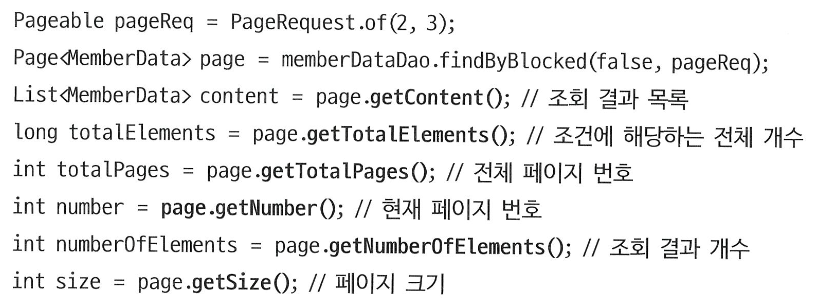 Pageable pageReq = PageRequest.of(2, 3);
Page<MemberData> page = memberDataDao.findByBlocked(false, pageReq);
List<MemberData> content = page.getContent(); // 조회 결과 목록
long totalElements = page.getTotalElements(); // 조건에 해당하는 전체 개수
int totalPages = page.getTotalPages(); // 전체 페이지 번호
int number = page.getNumber(); // 현재 페이지 번호
int numberOfElements = page.getNumberOfElements(); // 조회 결과 개수
int size = page.getSize(); // 페이지 크기